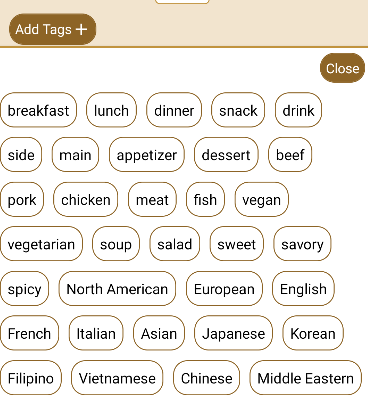 Add Tags +
Close
breakfast lunch dinner snack drink
side main appetizer dessert beef
pork chicken meat fish vegan
vegetarian soup salad sweet savory
spicy North American European English
French Italian Asian Japanese Korean
Filipino Vietnamese Chinese Middle Eastern